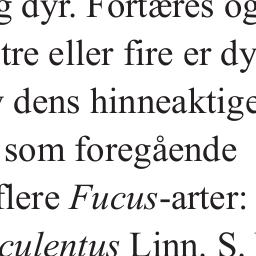 dyr. Fortæres og
tre eller fire er dy
dens hinneaktige
som foregående
flere Fucus-arter:
culentus Linn. S.